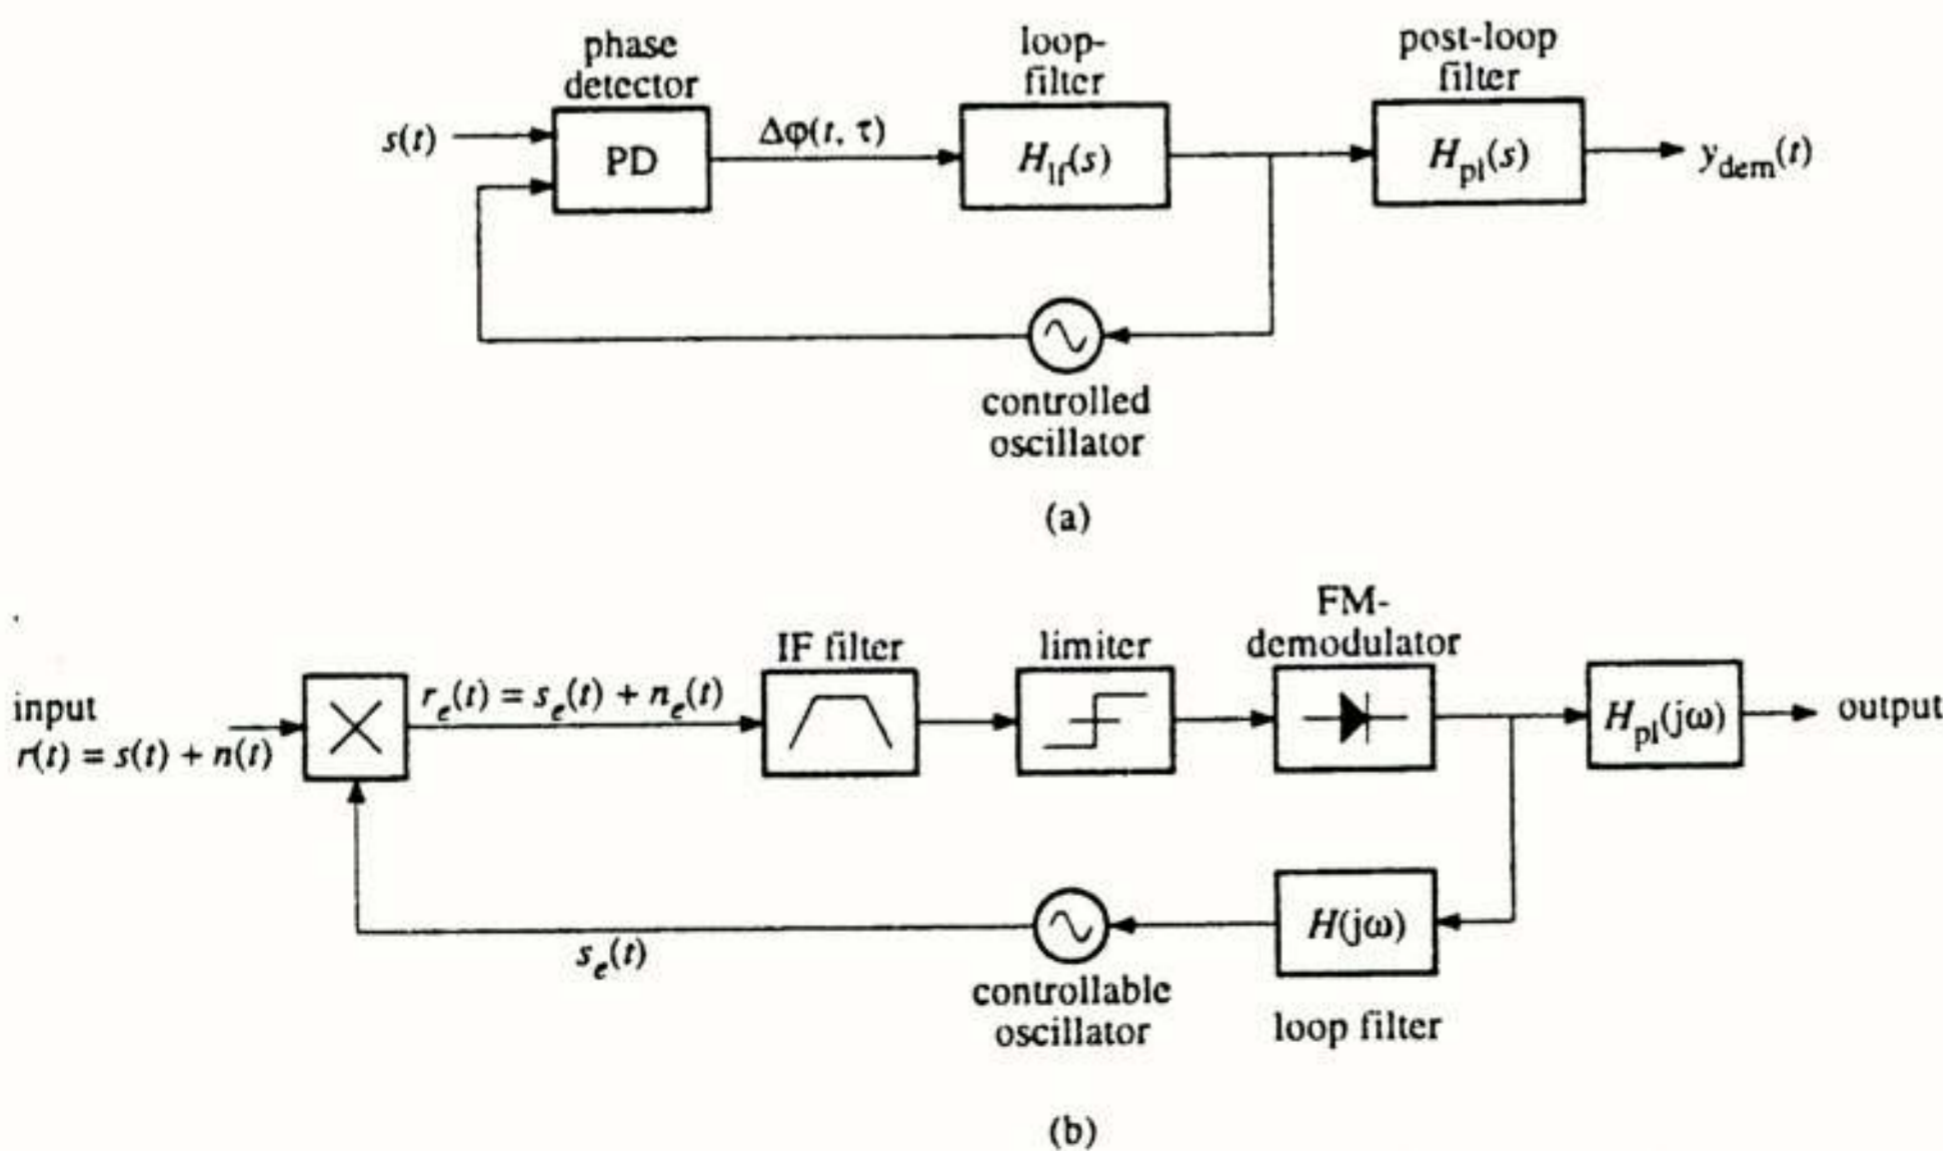 phase
detector
loop-
filter
post-loop
filter
s(t)
PD
Δφ(t, τ)
H_lf(s)
H_pl(s)
y_dem(t)
controlled
oscillator
(a)
FM-
demodulator
IF filter
limiter
input
r(t) = s(t) + n(t)
r_e(t) = s_e(t) + n_e(t)
H_pl(jω)
output
s_e(t)
H(jω)
controllable
oscillator
loop filter
(b)